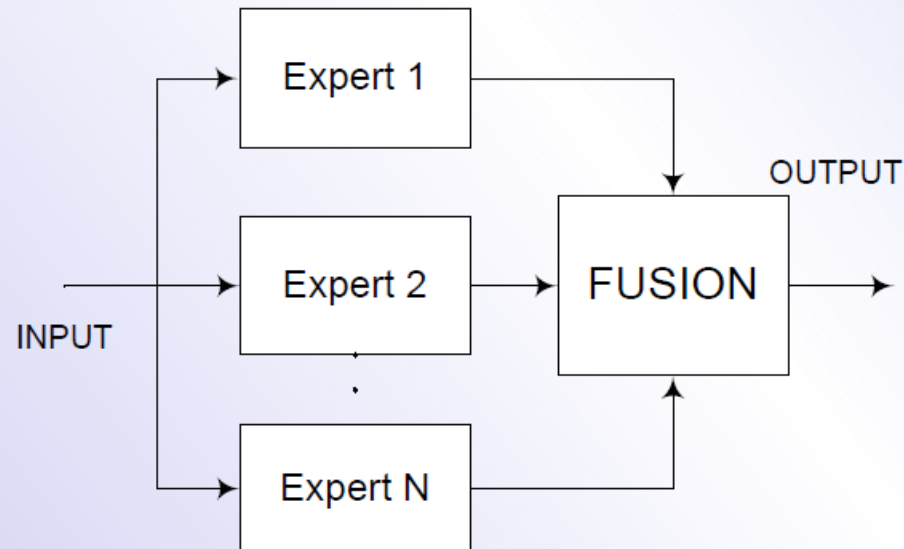 Expert 1
OUTPUT
Expert 2
FUSION
INPUT
Expert N